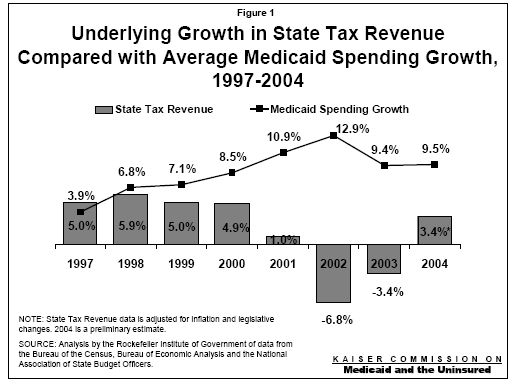 Figure 1
Underlying Growth in State Tax Revenue
Compared with Average Medicaid Spending Growth,
1997-2004
State Tax Revenue Medicaid Spending Growth
3.9% 6.8% 7.1% 8.5% 10.9% 12.9% 9.4% 9.5%
5.0% 5.9% 5.0% 4.9% 1.0% 3.4%*
1997 1998 1999 2000 2001 2002 2003 2004
-3.4%
-6.8%
NOTE: State Tax Revenue data is adjusted for inflation and legislative
changes. 2004 is a preliminary estimate.
SOURCE: Analysis by the Rockefeller Institute of Government of data from
the Bureau of the Census, Bureau of Economic Analysis and the National
Association of State Budget Officers.
KAISER COMMISSION ON
Medicaid and the Uninsured